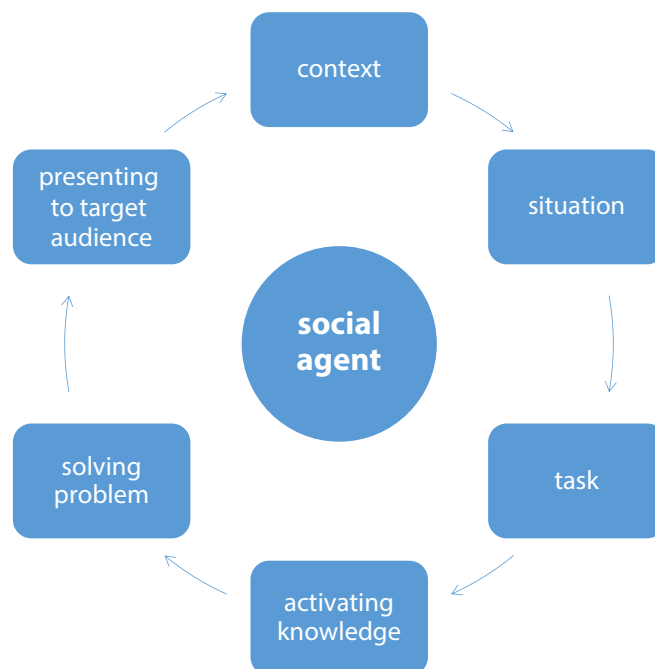 context
situation
task
activating
knowledge
solving
problem
presenting
to target
audience
social
agent